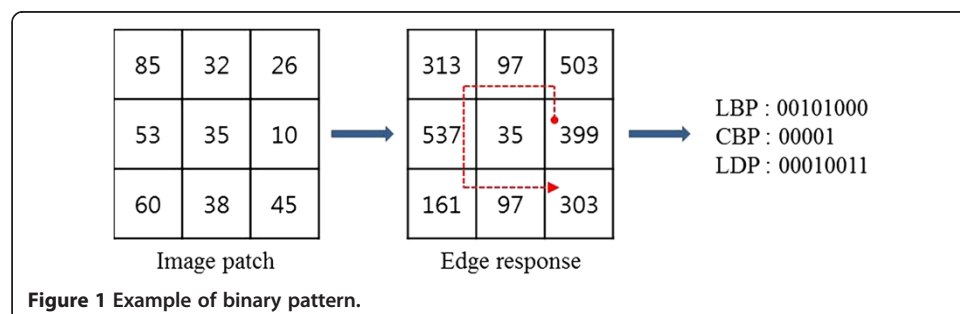 85 32 26
53 35 10
60 38 45
Image patch
313 97 503
537 35 399
161 97 303
Edge response
LBP : 00101000
CBP : 00001
LDP : 00010011
Figure 1 Example of binary pattern.